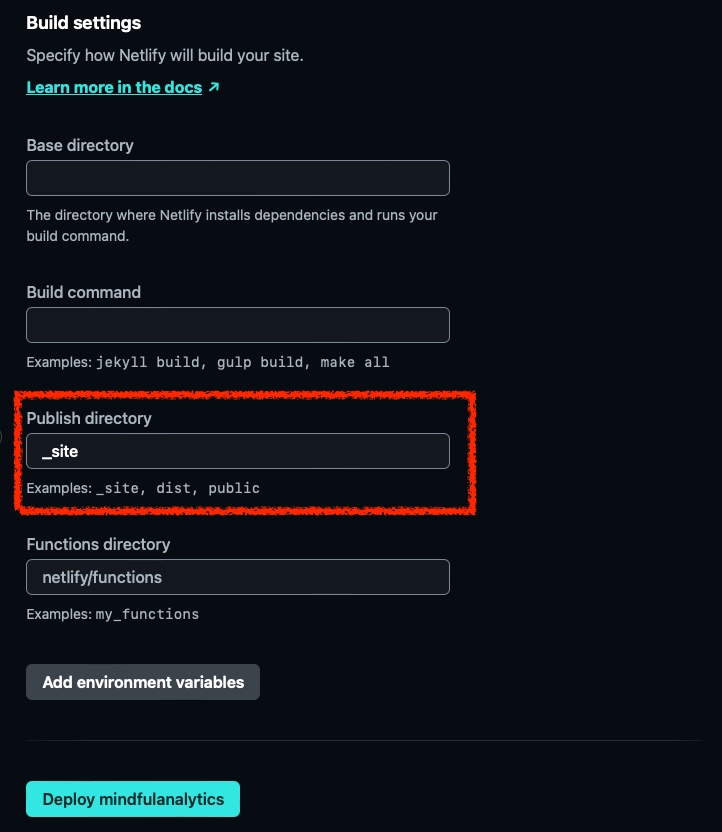 Build settings
Specify how Netlify will build your site.
Learn more in the docs ↗
Base directory
The directory where Netlify installs dependencies and runs your
build command.
Build command
Examples: jekyll build, gulp build, make all
Publish directory
_site
Examples: _site, dist, public
Functions directory
netlify/functions
Examples: my_functions
Add environment variables
Deploy mindfulanalytics